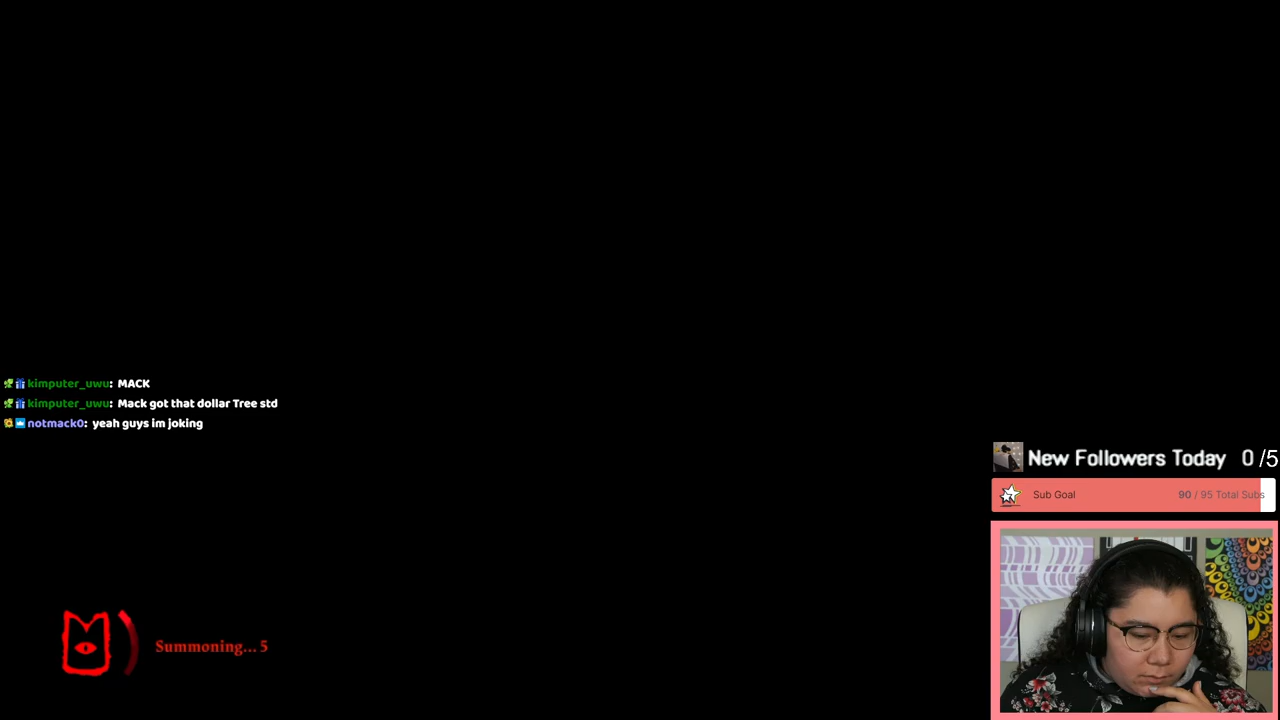 kimputer_uwu: MACK
kimputer_uwu: Mack got that dollar Tree std
notmack0: yeah guys im joking
New Followers Today 0 /5
Sub Goal 90 / 95 Total Subs
Summoning... 5